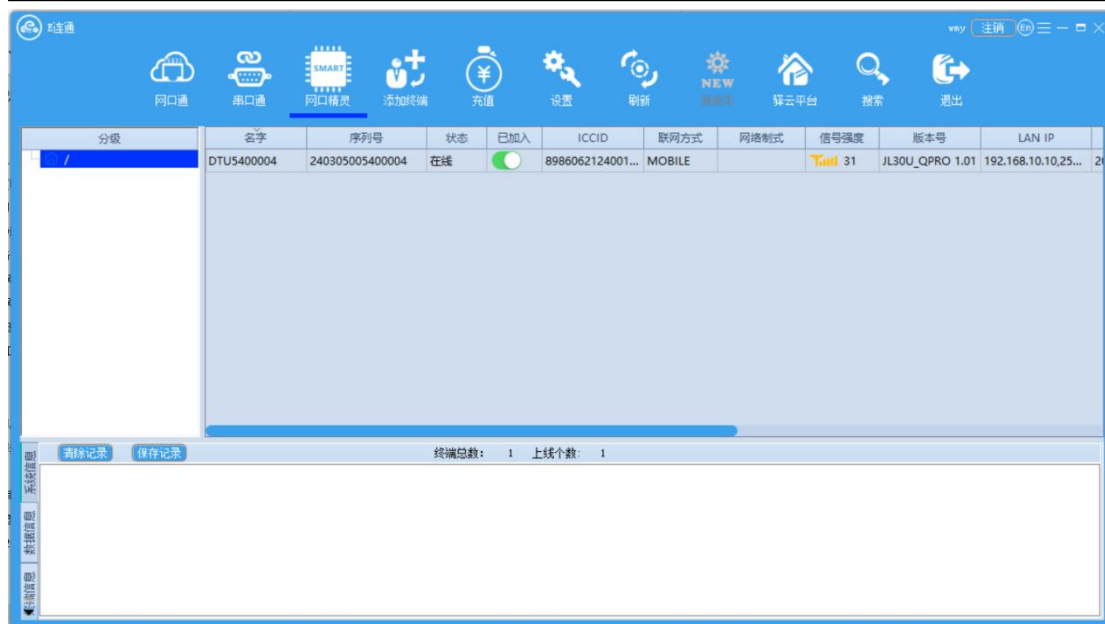 E连通
vmy 注销 En
SMART
NEW
网口通 串口通 网口精灵 添加终端 充值 设置 刷新 驿云平台 搜索 退出
分级 名字 序列号 状态 已加入 ICCID 联网方式 网络制式 信号强度 版本号 LAN IP
/ DTU5400004 240305005400004 在线 8986062124001... MOBILE 31 JL30U_QPRO 1.01 192.168.10.10,25...
清除记录 保存记录 终端总数: 1 上线个数: 1
系统信息
数据信息